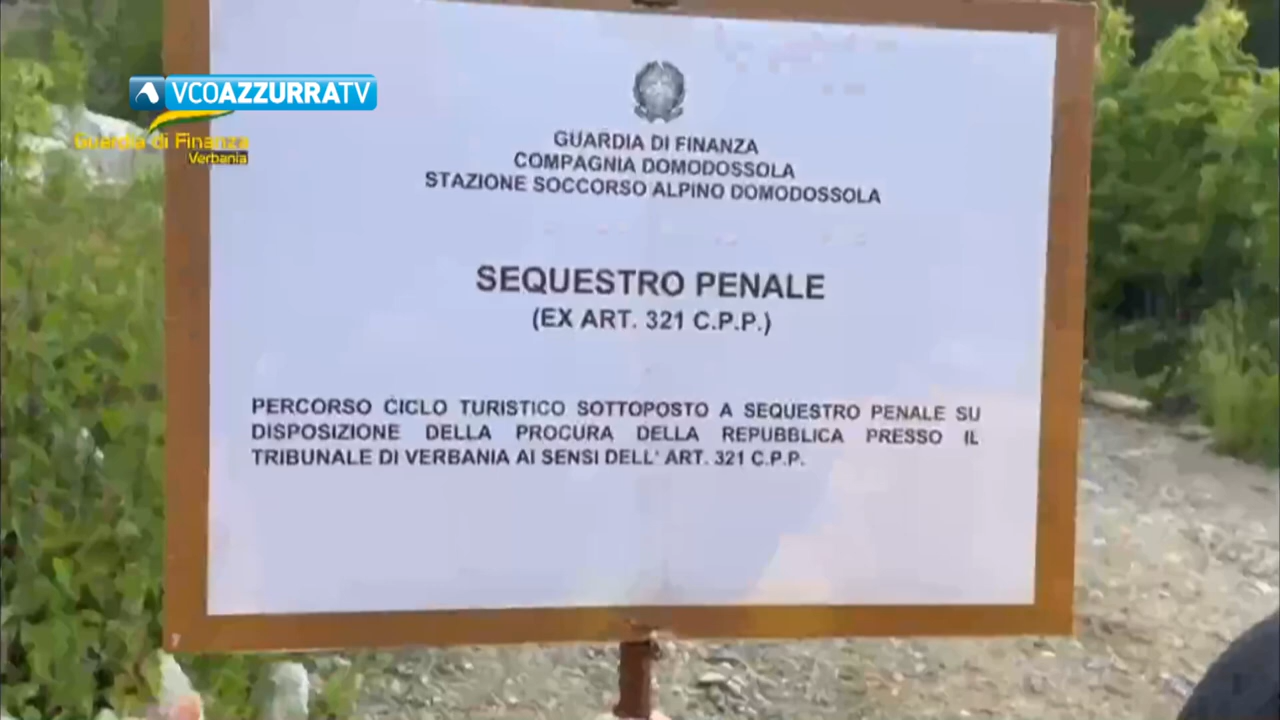 VCOAZZURRATV
Guardia di Finanza
Verbania
GUARDIA DI FINANZA
COMPAGNIA DOMODOSSOLA
STAZIONE SOCCORSO ALPINO DOMODOSSOLA
SEQUESTRO PENALE
(EX ART. 321 C.P.P.)
PERCORSO CICLO TURISTICO SOTTOPOSTO A SEQUESTRO PENALE SU
DISPOSIZIONE DELLA PROCURA DELLA REPUBBLICA PRESSO IL
TRIBUNALE DI VERBANIA AI SENSI DELL' ART. 321 C.P.P.